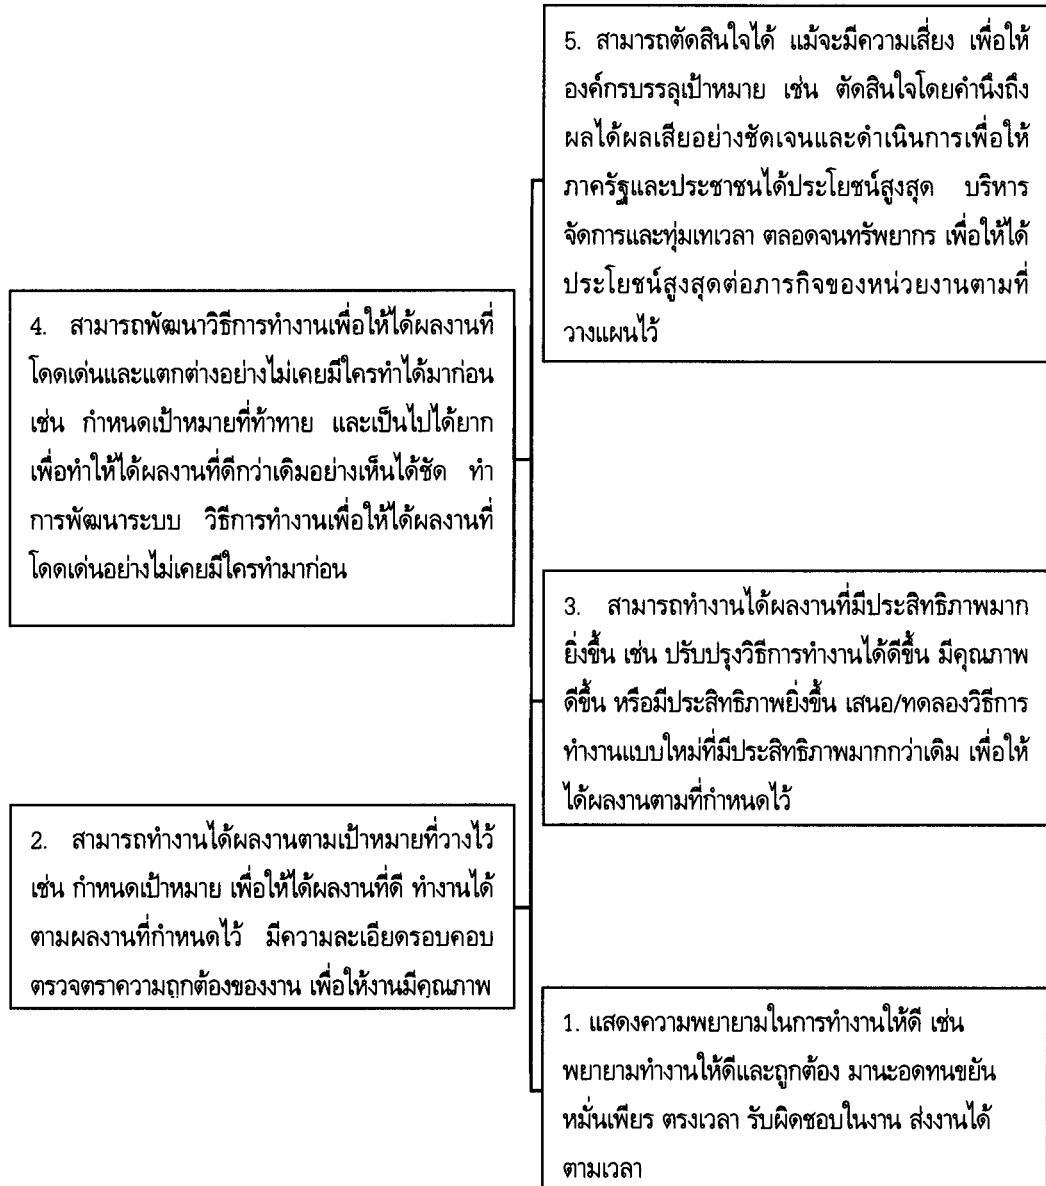 5. สามารถตัดสินใจได้ แม้จะมีความเสี่ยง เพื่อให้
องค์กรบรรลุเป้าหมาย เช่น ตัดสินใจโดยคำนึงถึง
ผลได้ผลเสียอย่างชัดเจนและดำเนินการเพื่อให้
ภาครัฐและประชาชนได้ประโยชน์สูงสุด บริหาร
จัดการและทุ่มเทเวลา ตลอดจนทรัพยากร เพื่อให้ได้
ประโยชน์สูงสุดต่อภารกิจของหน่วยงานตามที่
วางแผนไว้
4. สามารถพัฒนาวิธีการทำงานเพื่อให้ได้ผลงานที่
โดดเด่นและแตกต่างอย่างไม่เคยมีใครทำได้มาก่อน
เช่น กำหนดเป้าหมายที่ท้าทาย และเป็นไปได้ยาก
เพื่อทำให้ได้ผลงานที่ดีกว่าเดิมอย่างเห็นได้ชัด ทำ
การพัฒนาระบบ วิธีการทำงานเพื่อให้ได้ผลงานที่
โดดเด่นอย่างไม่เคยมีใครทำมาก่อน
3. สามารถทำงานได้ผลงานที่มีประสิทธิภาพมาก
ยิ่งขึ้น เช่น ปรับปรุงวิธีการทำงานได้ดีขึ้น มีคุณภาพ
ดีขึ้น หรือมีประสิทธิภาพยิ่งขึ้น เสนอ/ทดลองวิธีการ
ทำงานแบบใหม่ที่มีประสิทธิภาพมากกว่าเดิม เพื่อให้
ได้ผลงานตามที่กำหนดไว้
2. สามารถทำงานได้ผลงานตามเป้าหมายที่วางไว้
เช่น กำหนดเป้าหมาย เพื่อให้ได้ผลงานที่ดี ทำงานได้
ตามผลงานที่กำหนดไว้ มีความละเอียดรอบคอบ
ตรวจตราความถูกต้องของงาน เพื่อให้งานมีคุณภาพ
1. แสดงความพยายามในการทำงานให้ดี เช่น
พยายามทำงานให้ดีและถูกต้อง มานะอดทนขยัน
หมั่นเพียร ตรงเวลา รับผิดชอบในงาน ส่งงานได้
ตามเวลา